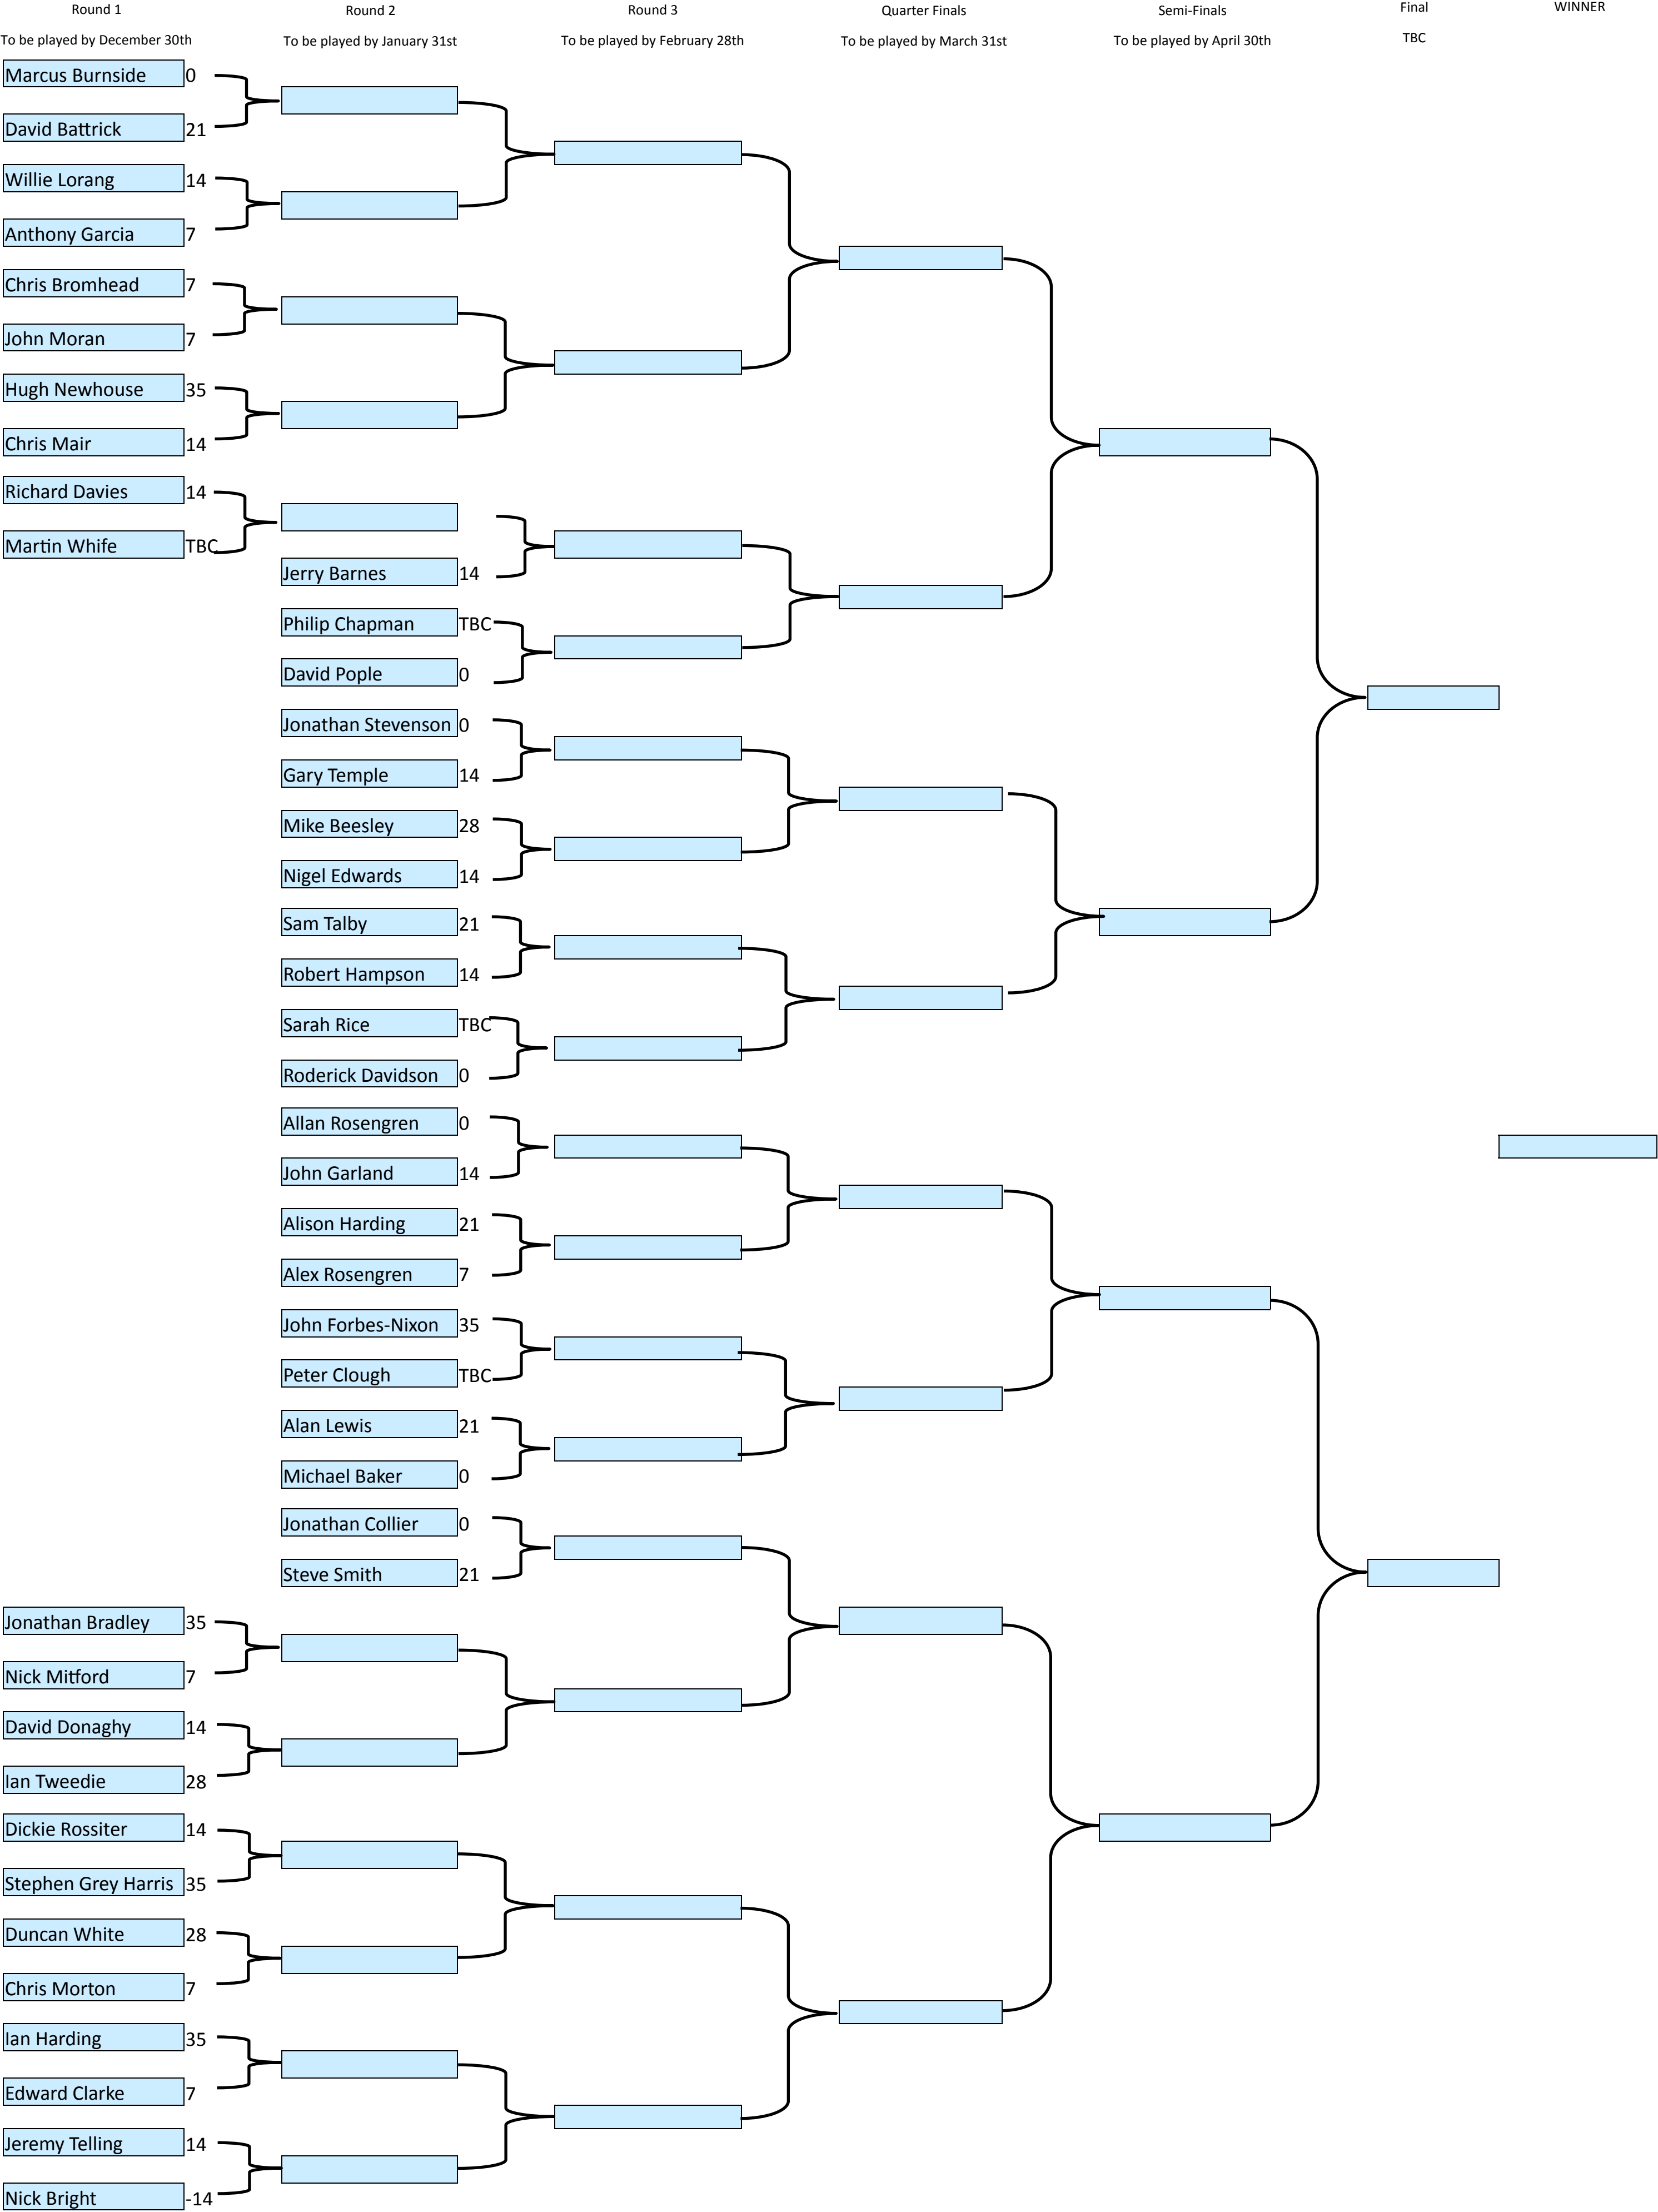 Round 1 Round 2 Round 3 Quarter Finals Semi-Finals Final WINNER
To be played by December 30th To be played by January 31st To be played by February 28th To be played by March 31st To be played by April 30th TBC
Marcus Burnside 0
David Battrick 21
Willie Lorang 14
Anthony Garcia 7
Chris Bromhead 7
John Moran 7
Hugh Newhouse 35
Chris Mair 14
Richard Davies 14
Martin Whife TBC
Jerry Barnes 14
Philip Chapman TBC
David Pople 0
Jonathan Stevenson 0
Gary Temple 14
Mike Beesley 28
Nigel Edwards 14
Sam Talby 21
Robert Hampson 14
Sarah Rice TBC
Roderick Davidson 0
Allan Rosengren 0
John Garland 14
Alison Harding 21
Alex Rosengren 7
John Forbes-Nixon 35
Peter Clough TBC
Alan Lewis 21
Michael Baker 0
Jonathan Collier 0
Steve Smith 21
Jonathan Bradley 35
Nick Mitford 7
David Donaghy 14
Ian Tweedie 28
Dickie Rossiter 14
Stephen Grey Harris 35
Duncan White 28
Chris Morton 7
Ian Harding 35
Edward Clarke 7
Jeremy Telling 14
Nick Bright -14